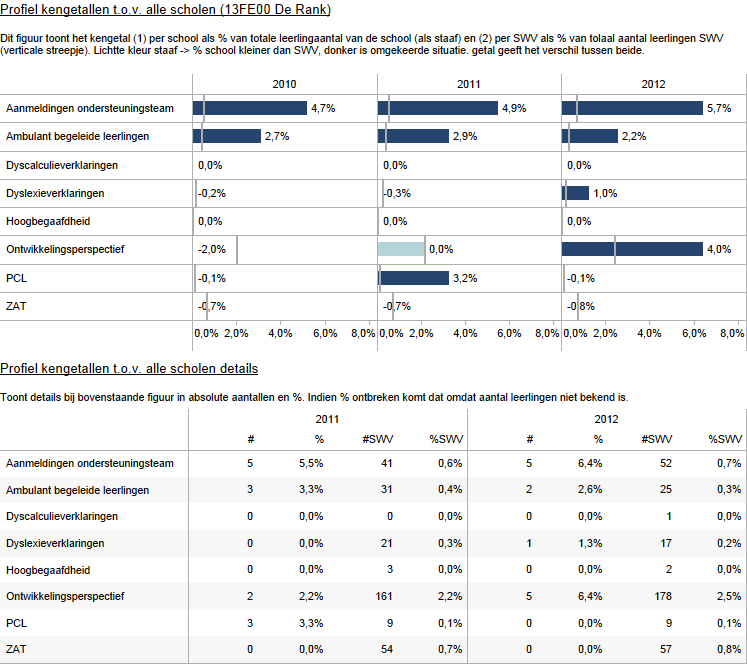 Profiel kengetallen t.o.v. alle scholen (13FE00 De Rank)
Dit figuur toont het kengetal (1) per school als % van totale leerlingaantal van de school (als staaf) en (2) per SWV als % van totaal aantal leerlingen SWV
(verticale streepje). Lichtte kleur staaf -> % school kleiner dan SWV, donker is omgekeerde situatie. getal geeft het verschil tussen beide.
2010 2011 2012
Aanmeldingen ondersteuningsteam 4,7% 4,9% 5,7%
Ambulant begeleide leerlingen 2,7% 2,9% 2,2%
Dyscalculieverklaringen 0,0% 0,0% 0,0%
Dyslexieverklaringen -0,2% -0,3% 1,0%
Hoogbegaafdheid 0,0% 0,0% 0,0%
Ontwikkelingsperspectief -2,0% 0,0% 4,0%
PCL -0,1% 3,2% -0,1%
ZAT -0,7% -0,7% -0,8%
0,0% 2,0% 4,0% 6,0% 8,0% 0,0% 2,0% 4,0% 6,0% 8,0% 0,0% 2,0% 4,0% 6,0% 8,0%
Profiel kengetallen t.o.v. alle scholen details
Toont details bij bovenstaande figuur in absolute aantallen en %. Indien % ontbreken komt dat omdat aantal leerlingen niet bekend is.
2011 2012
# % #SWV %SWV # % #SWV %SWV
Aanmeldingen ondersteuningsteam 5 5,5% 41 0,6% 5 6,4% 52 0,7%
Ambulant begeleide leerlingen 3 3,3% 31 0,4% 2 2,6% 25 0,3%
Dyscalculieverklaringen 0 0,0% 0 0,0% 0 0,0% 1 0,0%
Dyslexieverklaringen 0 0,0% 21 0,3% 1 1,3% 17 0,2%
Hoogbegaafdheid 0 0,0% 3 0,0% 0 0,0% 2 0,0%
Ontwikkelingsperspectief 2 2,2% 161 2,2% 5 6,4% 178 2,5%
PCL 3 3,3% 9 0,1% 0 0,0% 9 0,1%
ZAT 0 0,0% 54 0,7% 0 0,0% 57 0,8%